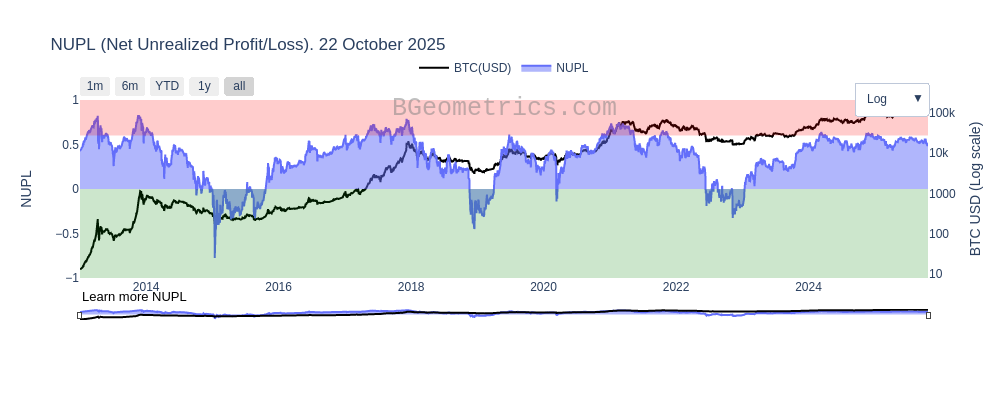 NUPL (Net Unrealized Profit/Loss). 22 October 2025
BTC(USD) NUPL
1m 6m YTD 1y all
Log ▼
BGeometrics.com
1
0.5
0
−0.5
−1
NUPL
100k
10k
1000
100
10
BTC USD (Log scale)
2014 2016 2018 2020 2022 2024
Learn more NUPL